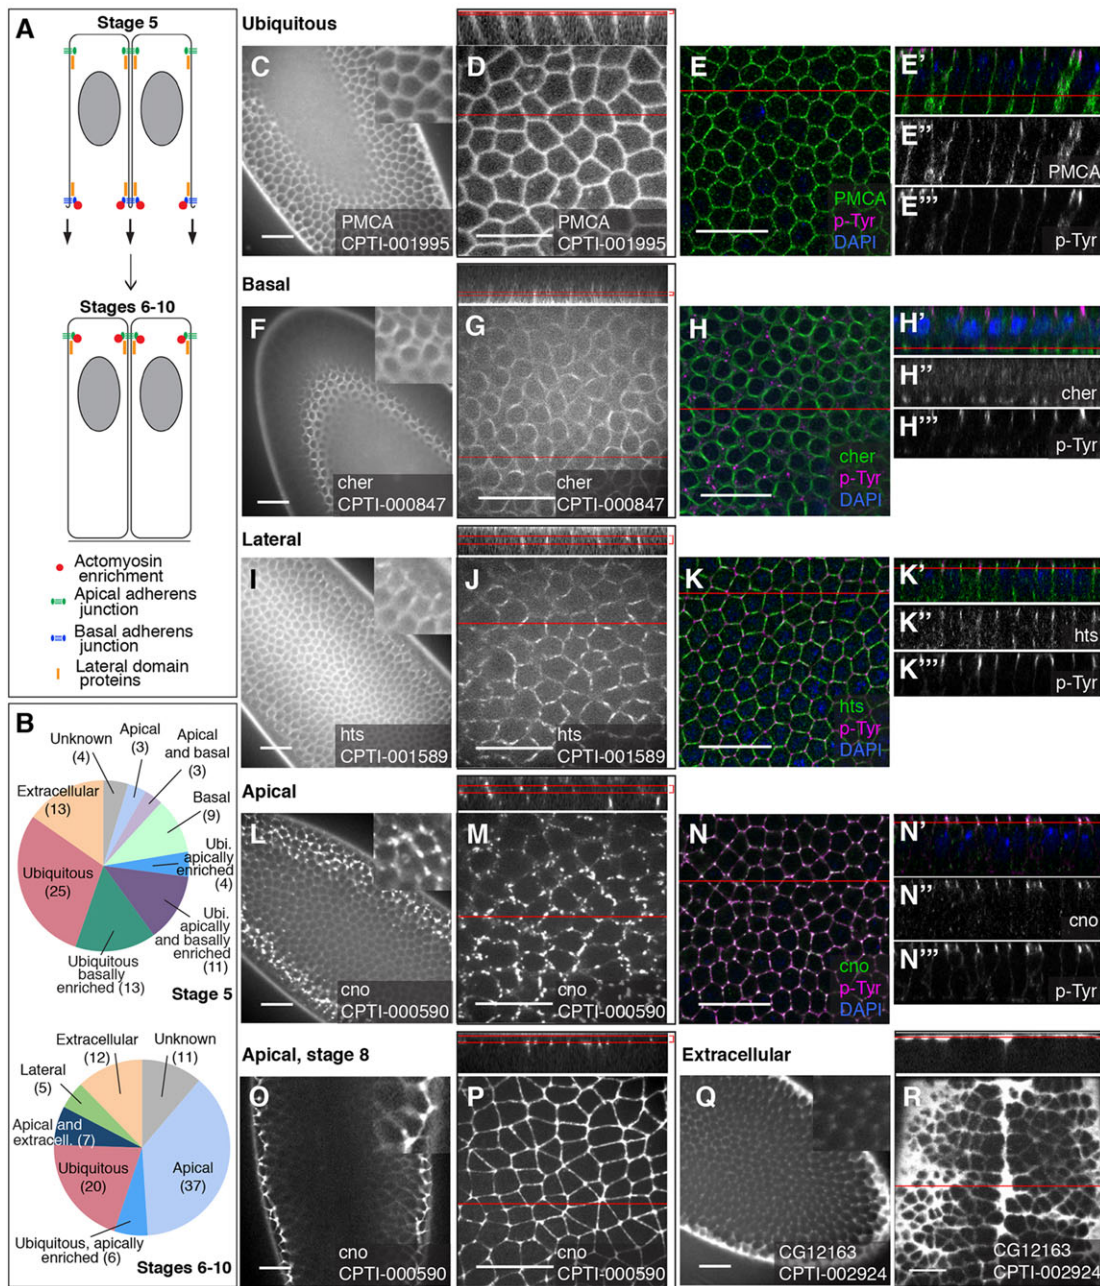 A
Stage 5
Stages 6-10
Actomyosin
enrichment
Apical adherens
junction
Basal adherens
junction
Lateral domain
proteins
B
Unknown
(4)
Apical
(3)
Apical
and basal
(3)
Extracellular
(13)
Basal
(9)
Ubi.
apically
enriched
(4)
Ubiquitous
(25)
Ubi.
apically
and basally
enriched
(11)
Ubiquitous
basally
enriched (13)
Stage 5
Extracellular
(12)
Unknown
(11)
Lateral
(5)
Apical and
extracell. (7)
Ubiquitous
(20)
Apical
(37)
Ubiquitous, apically
enriched (6)
Stages 6-10
Ubiquitous
C
PMCA
CPTI-001995
D
PMCA
CPTI-001995
E
PMCA
p-Tyr
DAPI
E'
E''
PMCA
E'''
p-Tyr
Basal
F
cher
CPTI-000847
G
cher
CPTI-000847
H
cher
p-Tyr
DAPI
H'
H''
cher
H'''
p-Tyr
Lateral
I
hts
CPTI-001589
J
hts
CPTI-001589
K
hts
p-Tyr
DAPI
K'
K''
hts
K'''
p-Tyr
Apical
L
cno
CPTI-000590
M
cno
CPTI-000590
N
cno
p-Tyr
DAPI
N'
N''
cno
N'''
p-Tyr
Apical, stage 8
O
cno
CPTI-000590
P
cno
CPTI-000590
Extracellular
Q
CG12163
CPTI-002924
R
CG12163
CPTI-002924